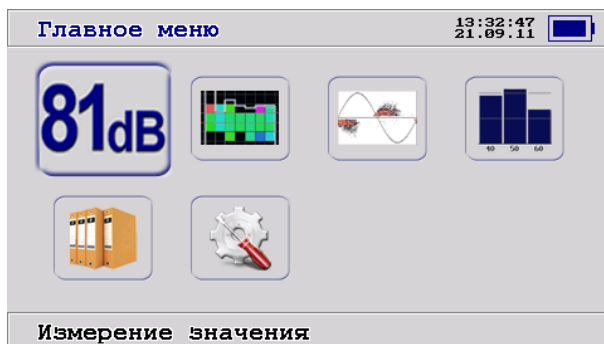 Главное меню
13:32:47
21.09.11
81dB
40 50 60
Измерение значения